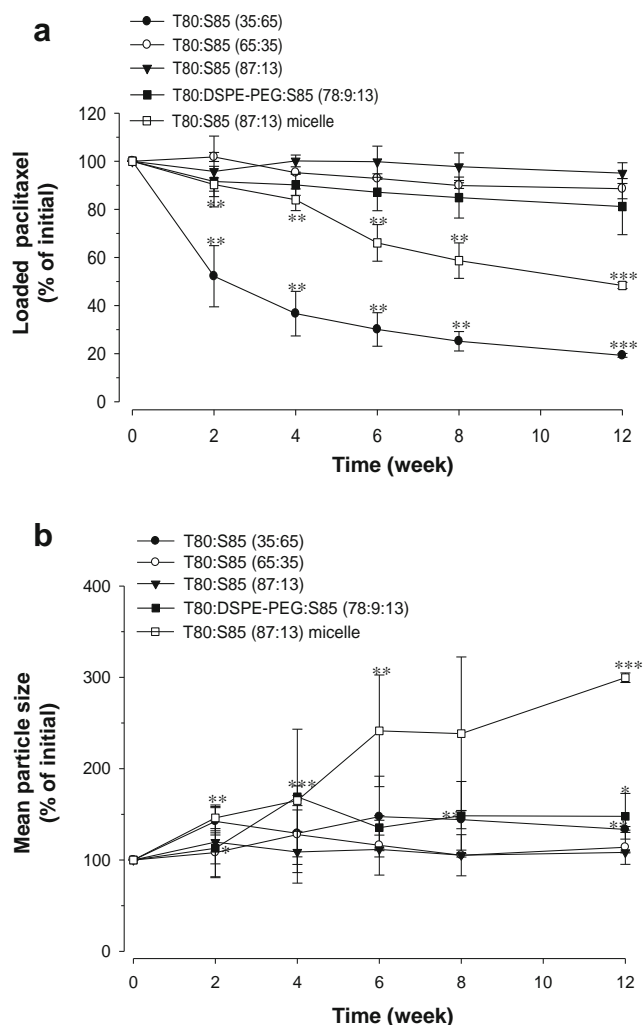 a
T80:S85 (35:65)
T80:S85 (65:35)
T80:S85 (87:13)
T80:DSPE-PEG:S85 (78:9:13)
T80:S85 (87:13) micelle
Loaded paclitaxel
(% of initial)
120
100
80
60
40
20
0
**
**
**
**
**
**
**
**
***
***
0 2 4 6 8 10 12
Time (week)
b
T80:S85 (35:65)
T80:S85 (65:35)
T80:S85 (87:13)
T80:DSPE-PEG:S85 (78:9:13)
T80:S85 (87:13) micelle
Mean particle size
(% of initial)
400
300
200
150
100
50
0
**
***
**
**
***
*
**
0 2 4 6 8 10 12
Time (week)